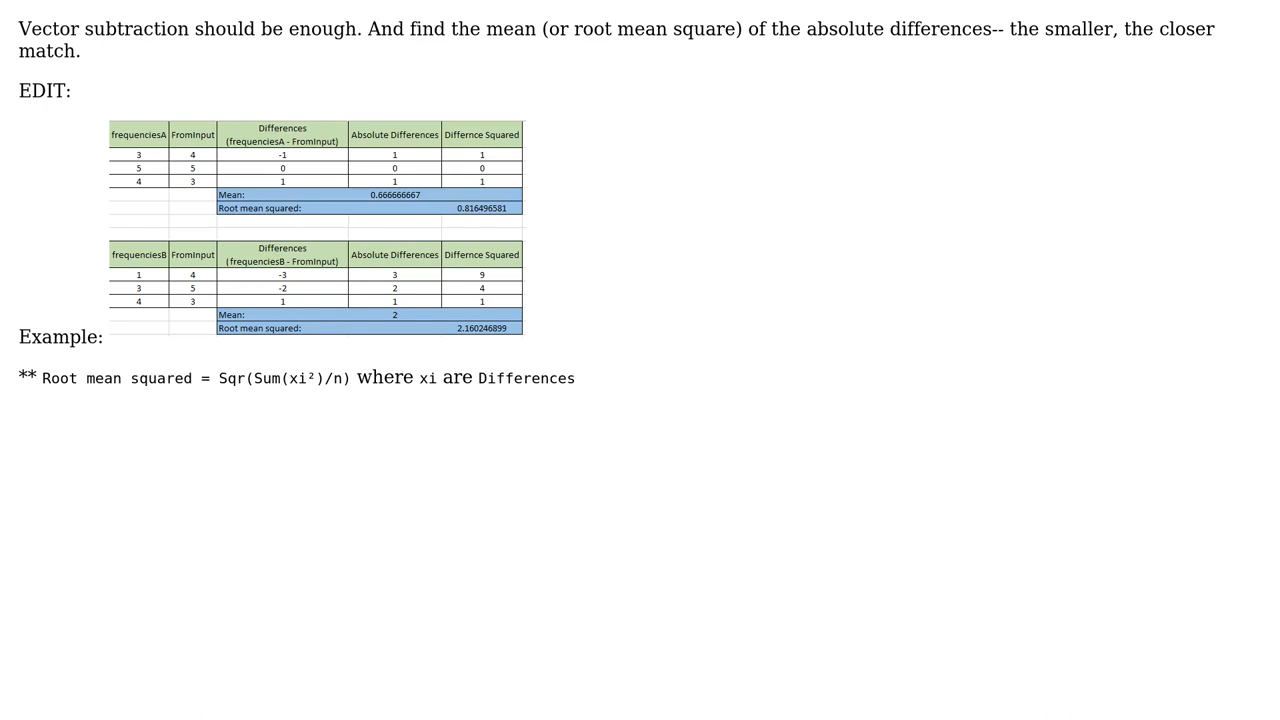 Vector subtraction should be enough. And find the mean (or root mean square) of the absolute differences-- the smaller, the closer
match.
EDIT:
frequenciesA FromInput Differences (frequenciesA - FromInput) Absolute Differences Differnce Squared
3 4 -1 1 1
5 5 0 0 0
4 3 1 1 1
Mean: 0.666666667
Root mean squared: 0.816496581
frequenciesB FromInput Differences (frequenciesB - FromInput) Absolute Differences Differnce Squared
1 4 -3 3 9
3 5 -2 2 4
4 3 1 1 1
Mean: 2
Root mean squared: 2.160246899
Example:
** Root mean squared = Sqr(Sum(xi²)/n) where xi are Differences